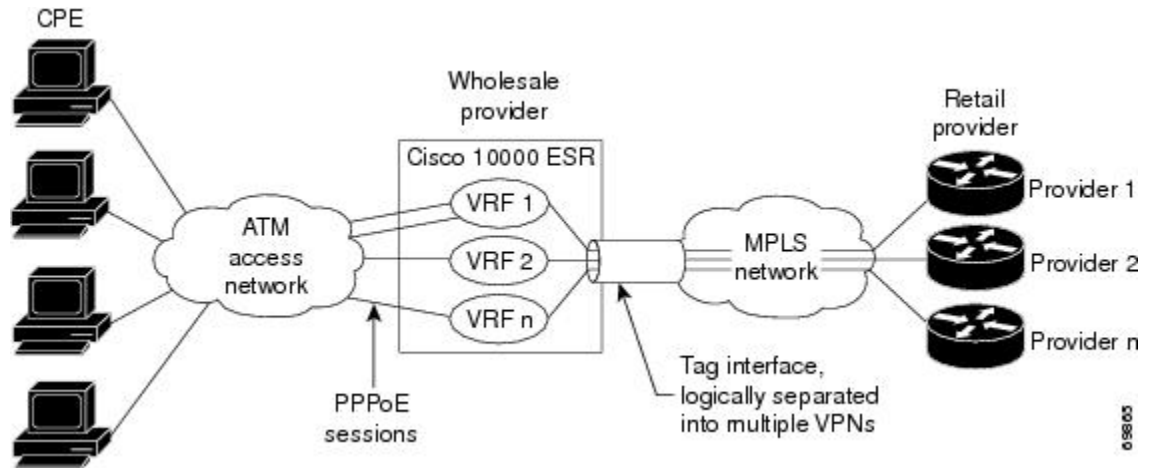 CPE
Wholesale
provider
Cisco 10000 ESR
VRF 1
VRF 2
VRF n
ATM
access
network
PPPoE
sessions
MPLS
network
Tag interface,
logically separated
into multiple VPNs
Retail
provider
Provider 1
Provider 2
Provider n
69865